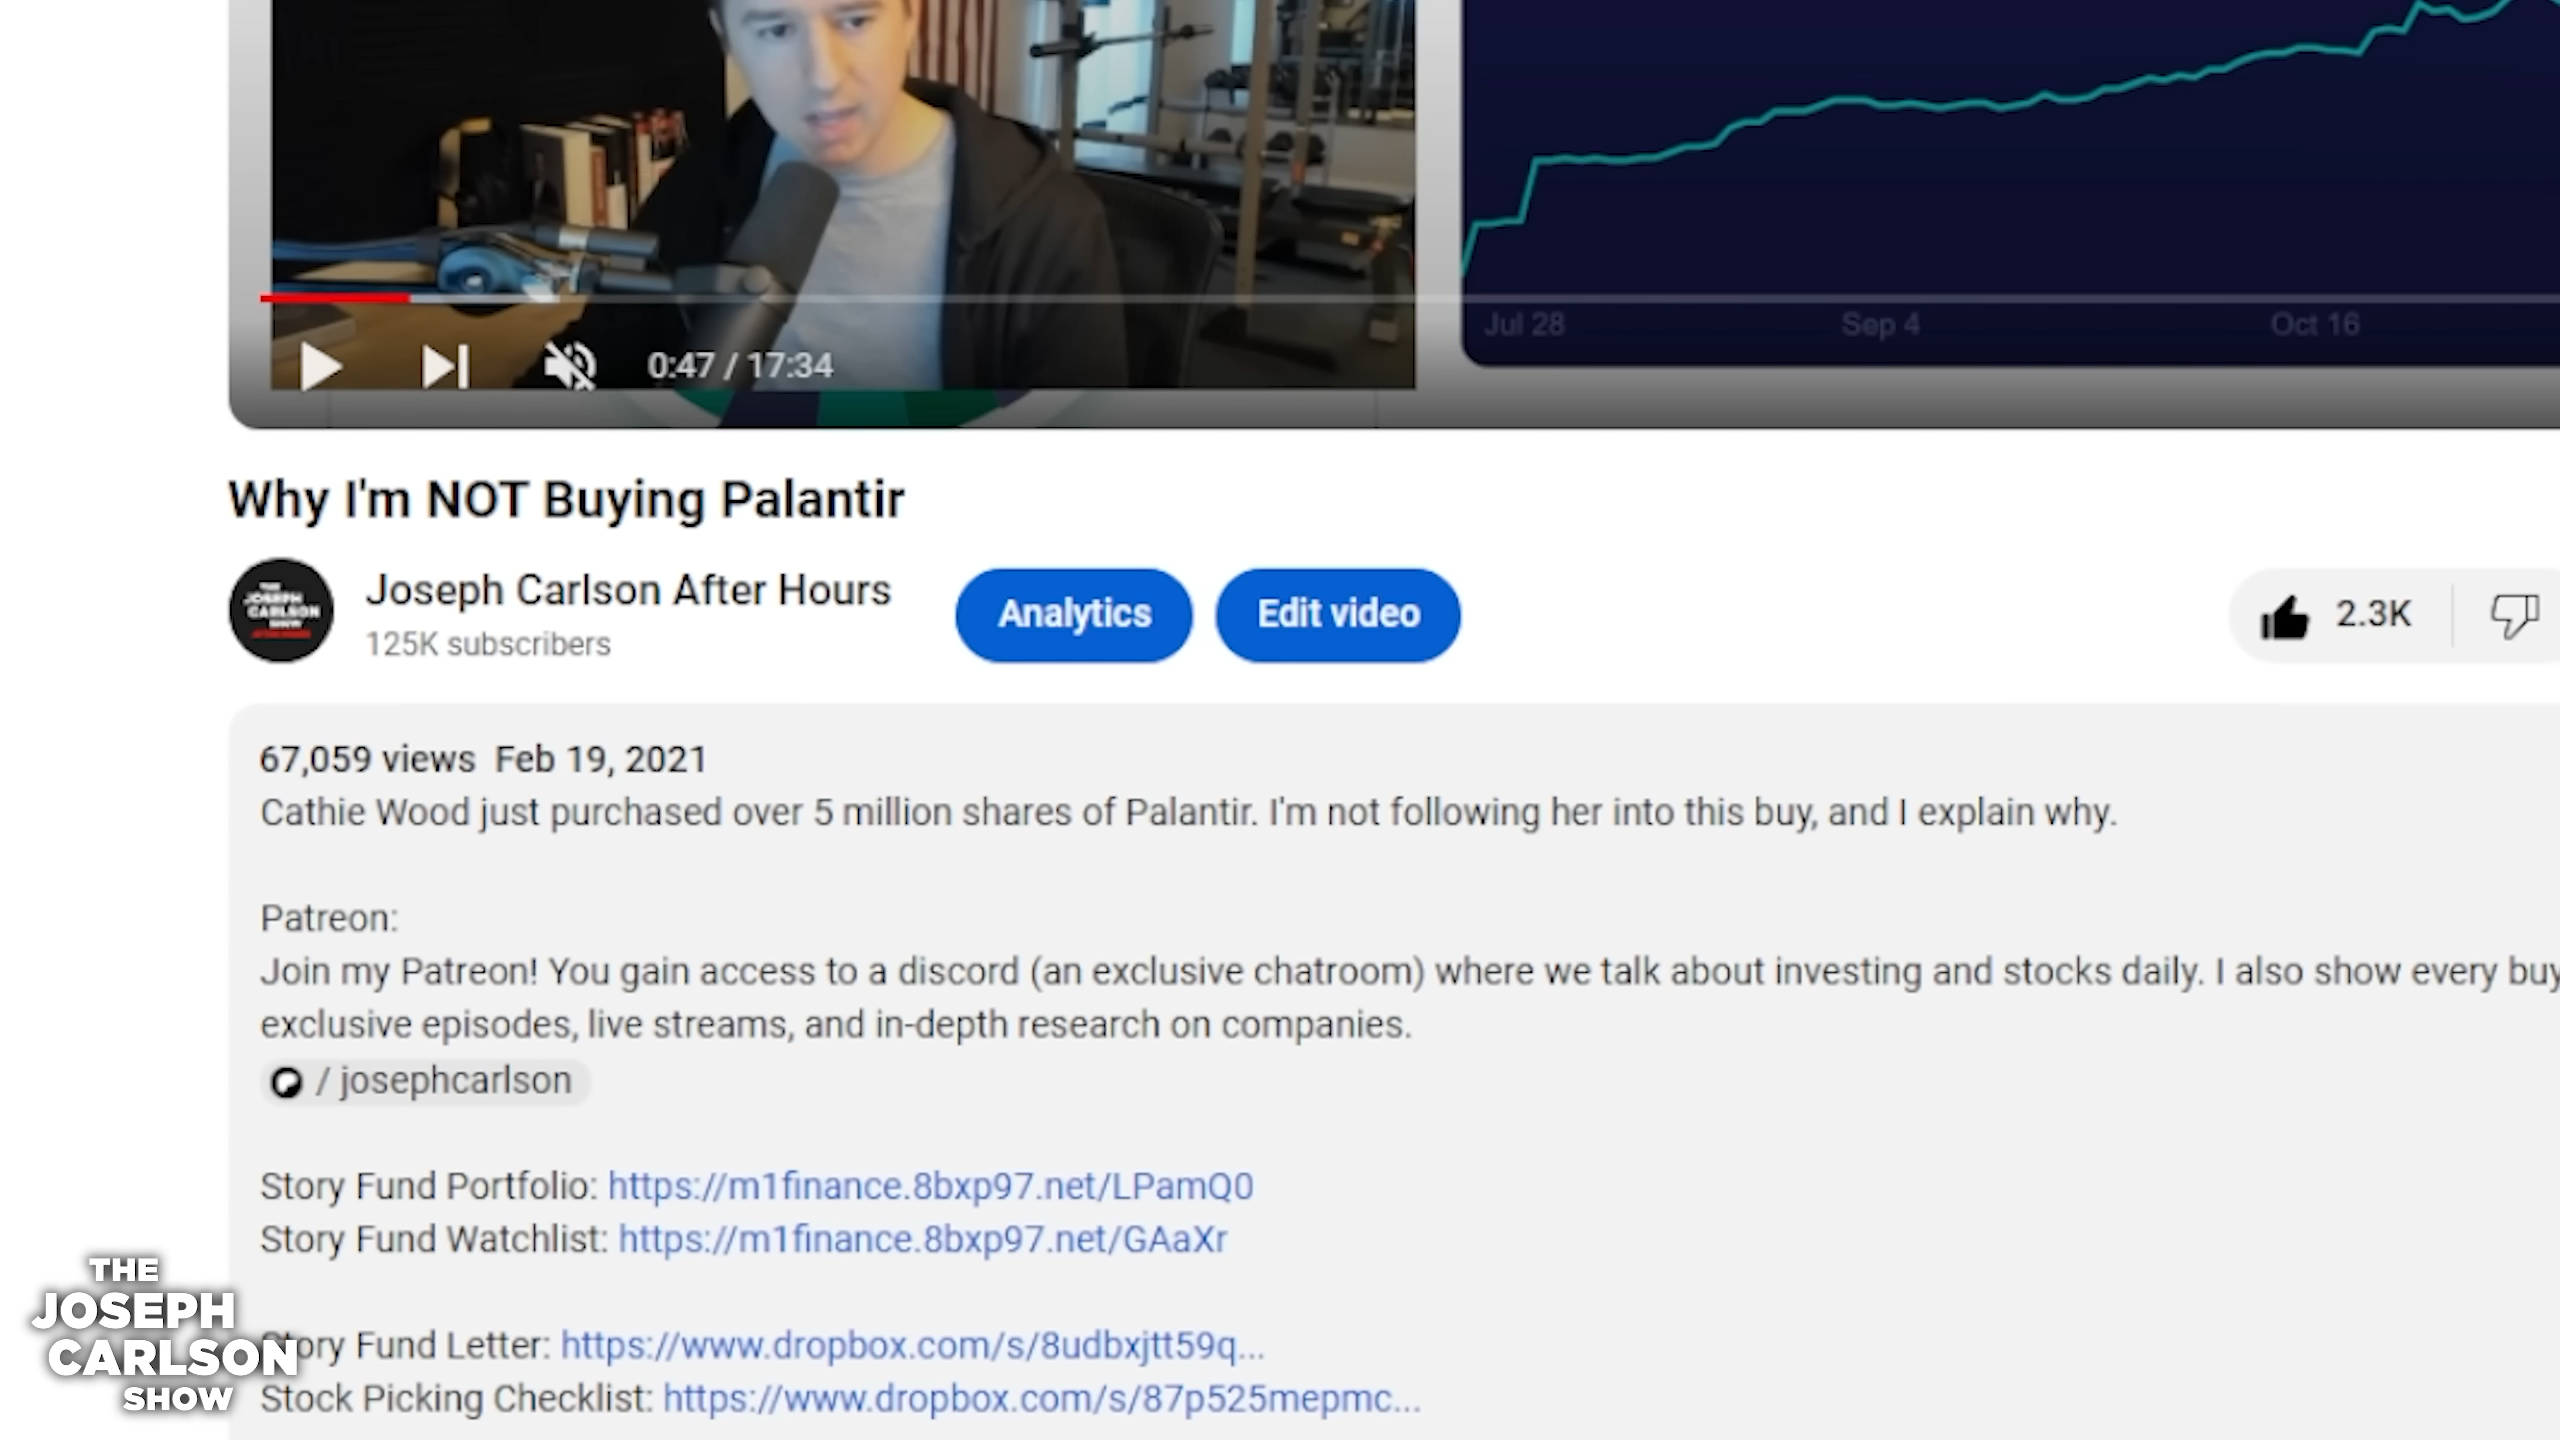 Jul 28
Sep 4
Oct 16
0:47 / 17:34
Why I'm NOT Buying Palantir
THE JOSEPH CARLSON SHOW
Joseph Carlson After Hours
125K subscribers
Analytics
Edit video
2.3K
67,059 views Feb 19, 2021
Cathie Wood just purchased over 5 million shares of Palantir. I'm not following her into this buy, and I explain why.
Patreon:
Join my Patreon! You gain access to a discord (an exclusive chatroom) where we talk about investing and stocks daily. I also show every buy
exclusive episodes, live streams, and in-depth research on companies.
/ josephcarlson
Story Fund Portfolio: https://m1finance.8bxp97.net/LPamQ0
Story Fund Watchlist: https://m1finance.8bxp97.net/GAaXr
Story Fund Letter: https://www.dropbox.com/s/8udbxjtt59q...
Stock Picking Checklist: https://www.dropbox.com/s/87p525mepmc...
THE
JOSEPH
CARLSON
SHOW